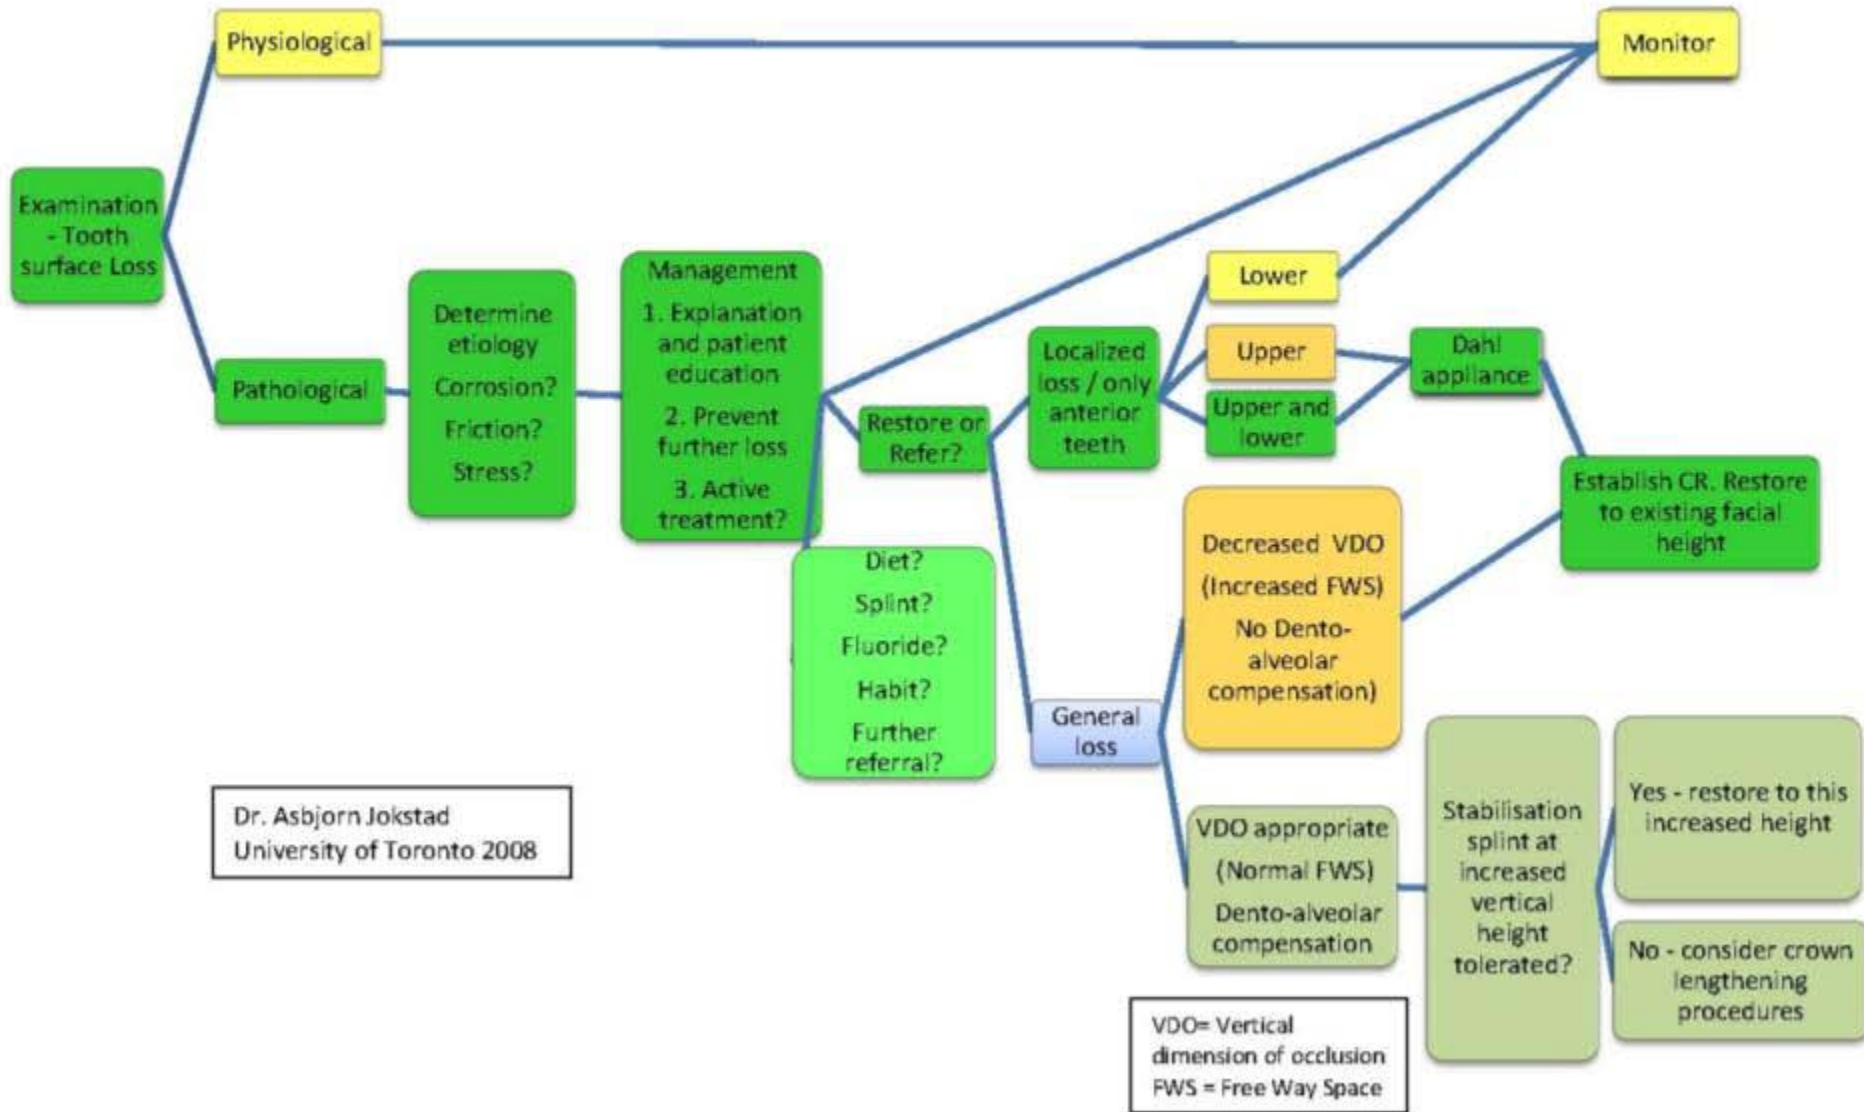 Physiological
Monitor
Examination
- Tooth
surface Loss
Pathological
Determine
etiology
Corrosion?
Friction?
Stress?
Management
1. Explanation
and patient
education
2. Prevent
further loss
3. Active
treatment?
Diet?
Splint?
Fluoride?
Habit?
Further
referral?
Restore or
Refer?
Localized
loss / only
anterior
teeth
Lower
Upper
Upper and
lower
Dahl
appliance
Establish CR. Restore
to existing facial
height
General
loss
Decreased VDO
(Increased FWS)
No Dento-
alveolar
compensation)
VDO appropriate
(Normal FWS)
Dento-alveolar
compensation
Stabilisation
splint at
increased
vertical
height
tolerated?
Yes - restore to this
increased height
No - consider crown
lengthening
procedures
Dr. Asbjorn Jokstad
University of Toronto 2008
VDO= Vertical
dimension of occlusion
FWS = Free Way Space